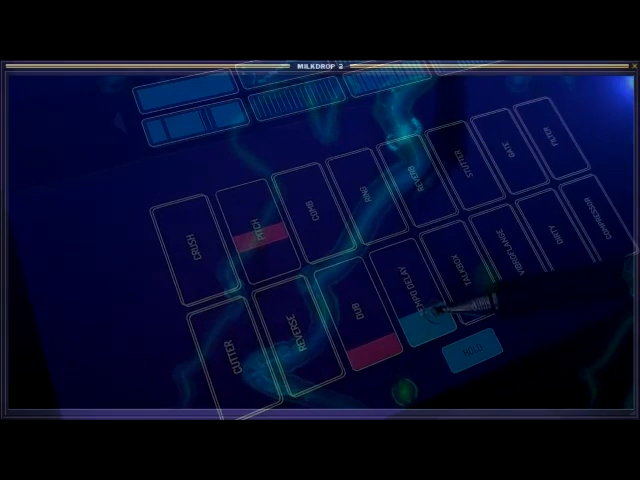 MILKDROP 2
CRUSH
PITCH
COMB
RING
REVERB
STUTTER
GATE
FILTER
CUTTER
REVERSE
DUB
TEMPO DELAY
TALKBOX
VIBROFLANGE
DIRTY
COMPRESSOR
HOLD